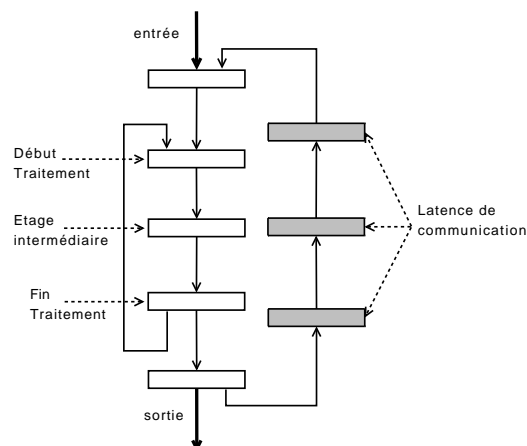 entrée
Début
Traitement
Etage
intermédiaire
Latence de
communication
Fin
Traitement
sortie